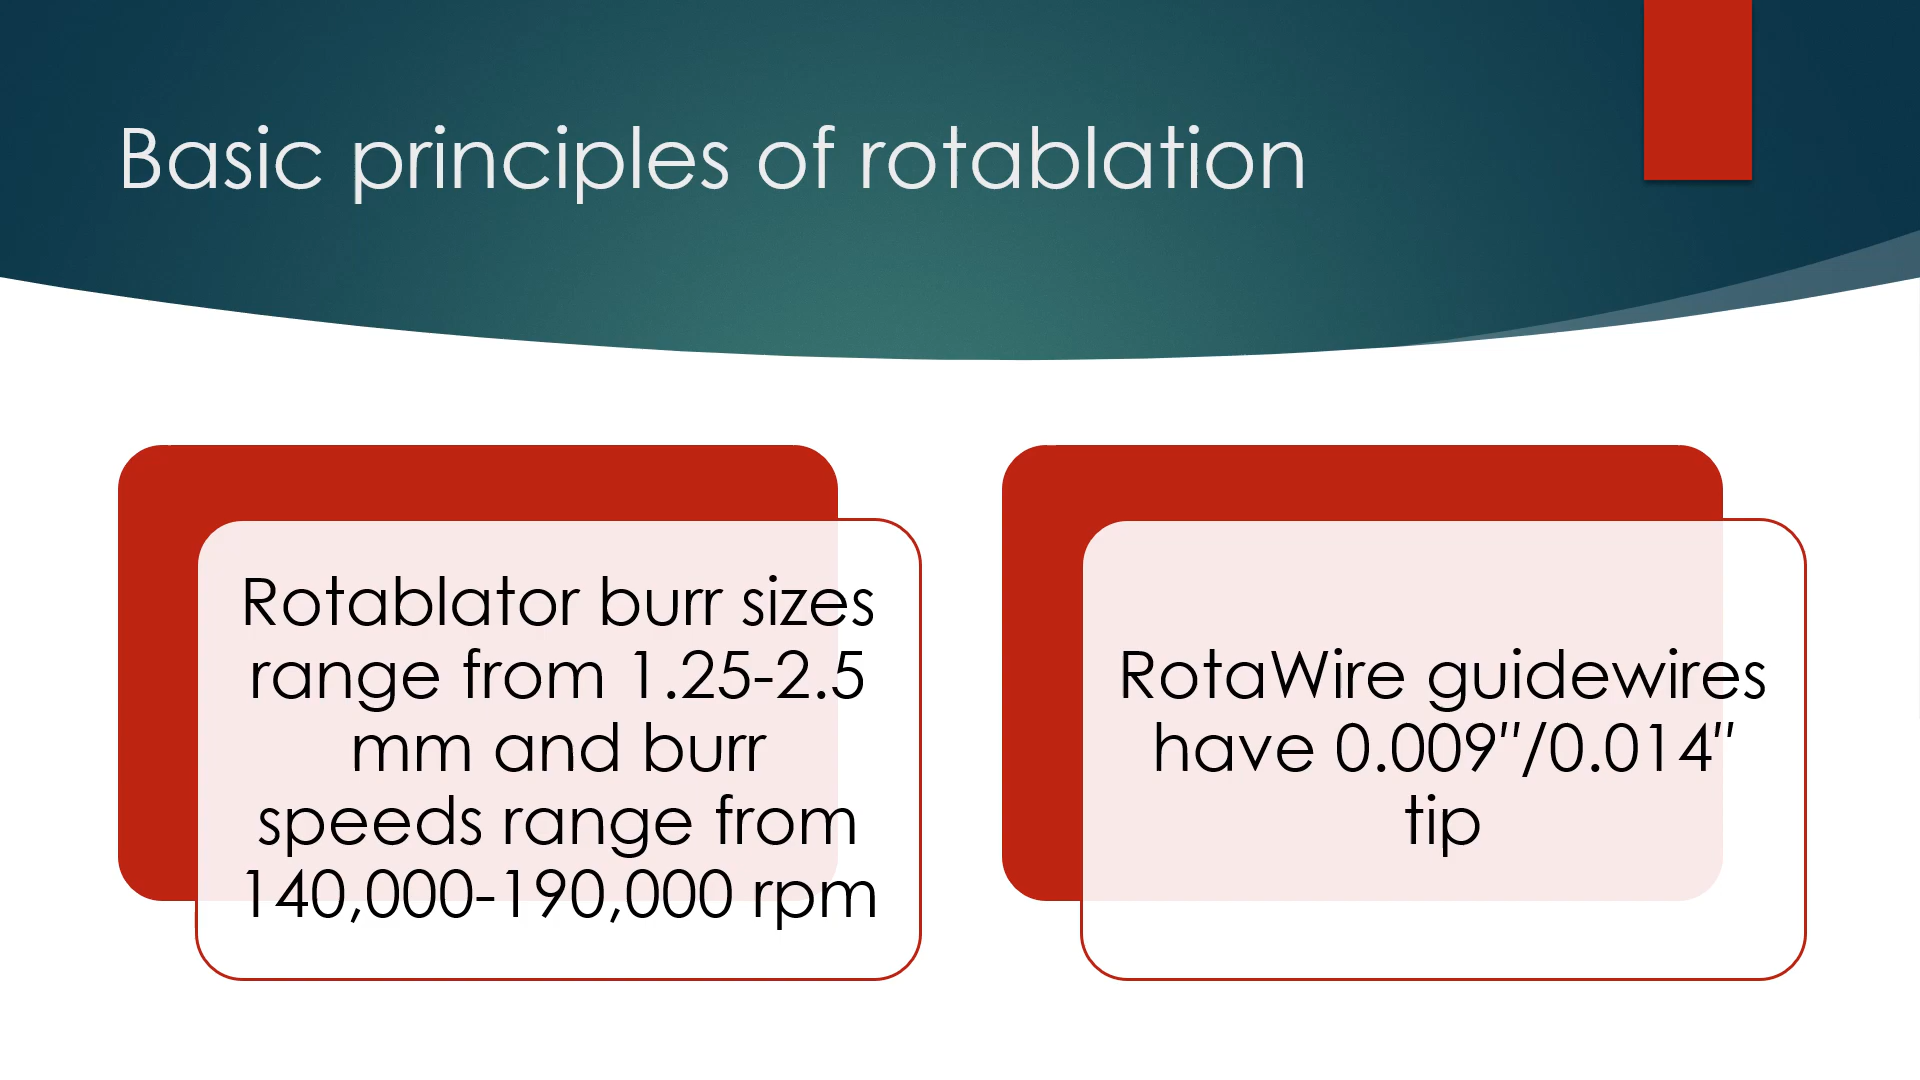 Basic principles of rotablation
Rotablator burr sizes
range from 1.25-2.5
mm and burr
speeds range from
140,000-190,000 rpm
RotaWire guidewires
have 0.009″/0.014″
tip